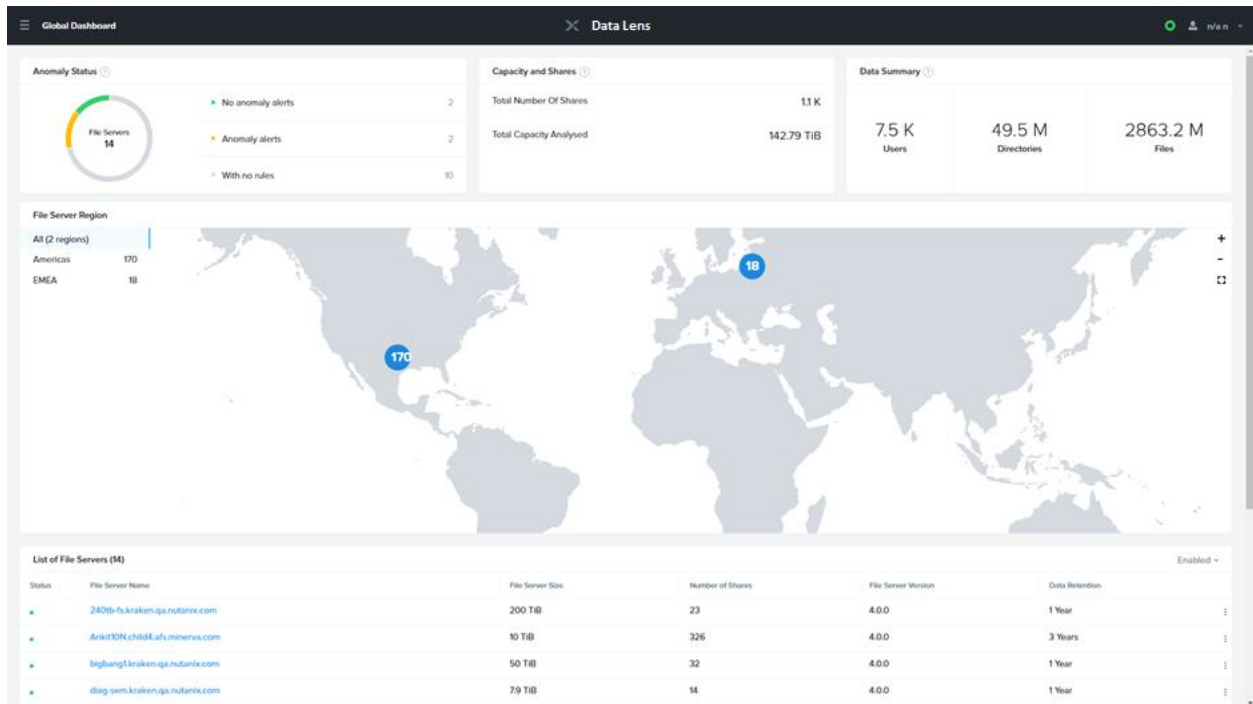 Global Dashboard
Data Lens
n/a n
Anomaly Status ?
File Servers
14
No anomaly alerts 2
Anomaly alerts 2
With no rules 10
Capacity and Shares ?
Total Number Of Shares 1.1 K
Total Capacity Analysed 142.79 TiB
Data Summary ?
7.5 K 49.5 M 2863.2 M
Users Directories Files
File Server Region
All (2 regions)
Americas 170
EMEA 18
18
170
List of File Servers (14) Enabled
Status File Server Name File Server Size Number of Shares File Server Version Data Retention
240tb-fs.kraken.qa.nutanix.com 200 TiB 23 4.0.0 1 Year
Ankit10N.child4.afs.minerva.com 10 TiB 326 4.0.0 3 Years
bigbang1.kraken.qa.nutanix.com 50 TiB 32 4.0.0 1 Year
diag-sem.kraken.qa.nutanix.com 7.9 TiB 14 4.0.0 1 Year